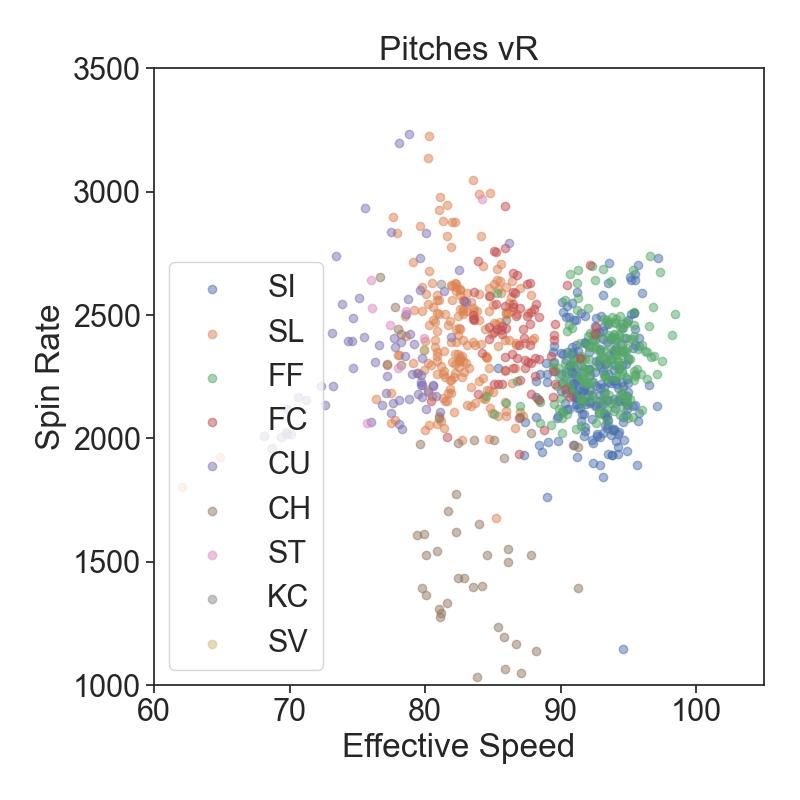 Pitches vR
3500
3000
2500
2000
1500
1000
Spin Rate
SI
SL
FF
FC
CU
CH
ST
KC
SV
60 70 80 90 100
Effective Speed